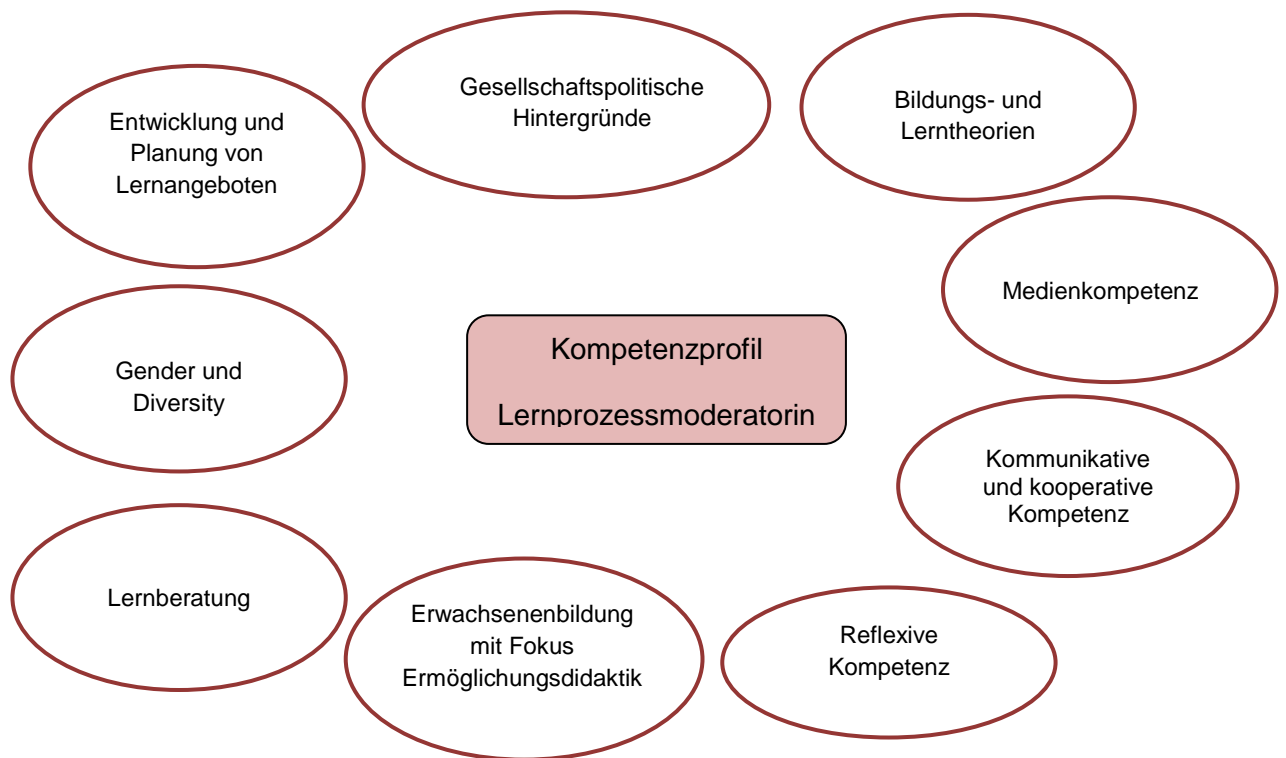 Gesellschaftspolitische
Hintergründe
Bildungs- und
Lerntheorien
Entwicklung und
Planung von
Lernangeboten
Medienkompetenz
Kompetenzprofil
Lernprozessmoderatorin
Gender und
Diversity
Kommunikative
und kooperative
Kompetenz
Lernberatung
Erwachsenenbildung
mit Fokus
Ermöglichungsdidaktik
Reflexive
Kompetenz